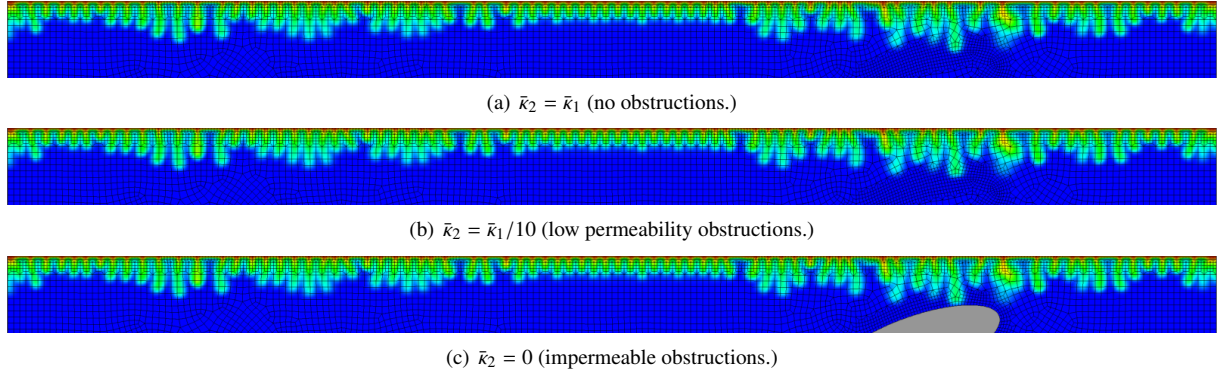 (a) κ̄₂ = κ̄₁ (no obstructions.)
(b) κ̄₂ = κ̄₁/10 (low permeability obstructions.)
(c) κ̄₂ = 0 (impermeable obstructions.)